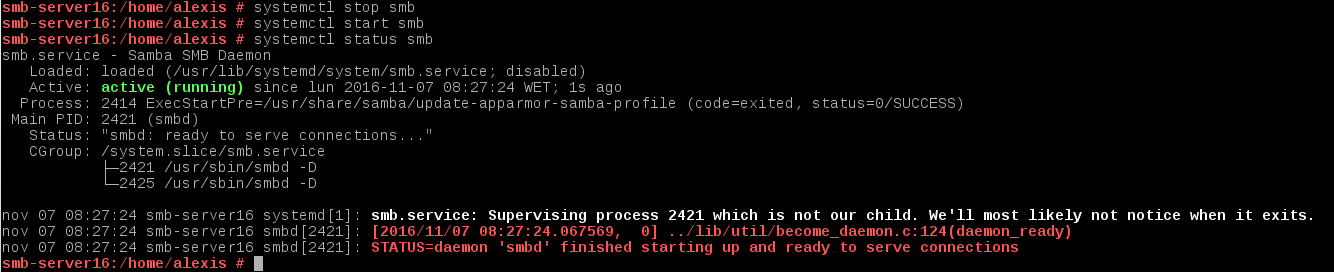 smb-server16:/home/alexis # systemctl stop smb
smb-server16:/home/alexis # systemctl start smb
smb-server16:/home/alexis # systemctl status smb
smb.service - Samba SMB Daemon
   Loaded: loaded (/usr/lib/systemd/system/smb.service; disabled)
   Active: active (running) since lun 2016-11-07 08:27:24 WET; 1s ago
  Process: 2414 ExecStartPre=/usr/share/samba/update-apparmor-samba-profile (code=exited, status=0/SUCCESS)
 Main PID: 2421 (smbd)
   Status: "smbd: ready to serve connections..."
   CGroup: /system.slice/smb.service
           ├─2421 /usr/sbin/smbd -D
           └─2425 /usr/sbin/smbd -D

nov 07 08:27:24 smb-server16 systemd[1]: smb.service: Supervising process 2421 which is not our child. We'll most likely not notice when it exits.
nov 07 08:27:24 smb-server16 smbd[2421]: [2016/11/07 08:27:24.067569,  0] ../lib/util/become_daemon.c:124(daemon_ready)
nov 07 08:27:24 smb-server16 smbd[2421]: STATUS=daemon 'smbd' finished starting up and ready to serve connections
smb-server16:/home/alexis #